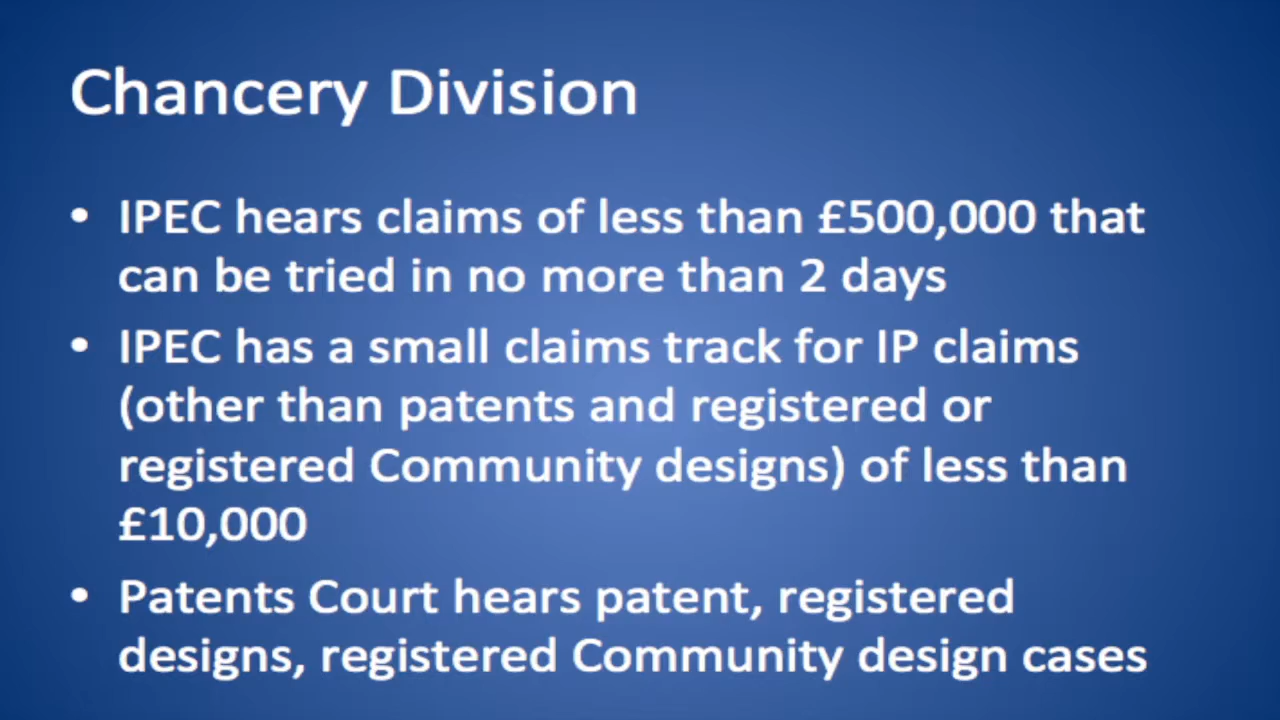 Chancery Division
• IPEC hears claims of less than £500,000 that
can be tried in no more than 2 days
• IPEC has a small claims track for IP claims
(other than patents and registered or
registered Community designs) of less than
£10,000
• Patents Court hears patent, registered
designs, registered Community design cases